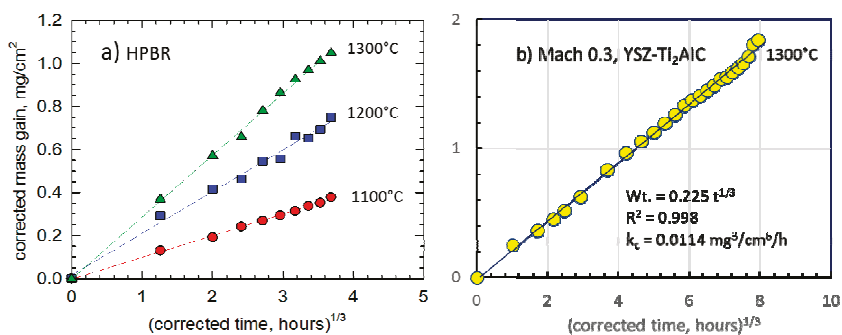 a) HPBR
1300°C
1200°C
1100°C
corrected mass gain, mg/cm²
1.2
1.0
0.8
0.6
0.4
0.2
0.0
0 1 2 3 4 5
(corrected time, hours)^1/3
b) Mach 0.3, YSZ-Ti₂AlC
1300°C
Wt. = 0.225 t^1/3
R² = 0.998
k_c = 0.0114 mg³/cm⁶/h
2
1
0
0 2 4 6 8 10
(corrected time, hours)^1/3